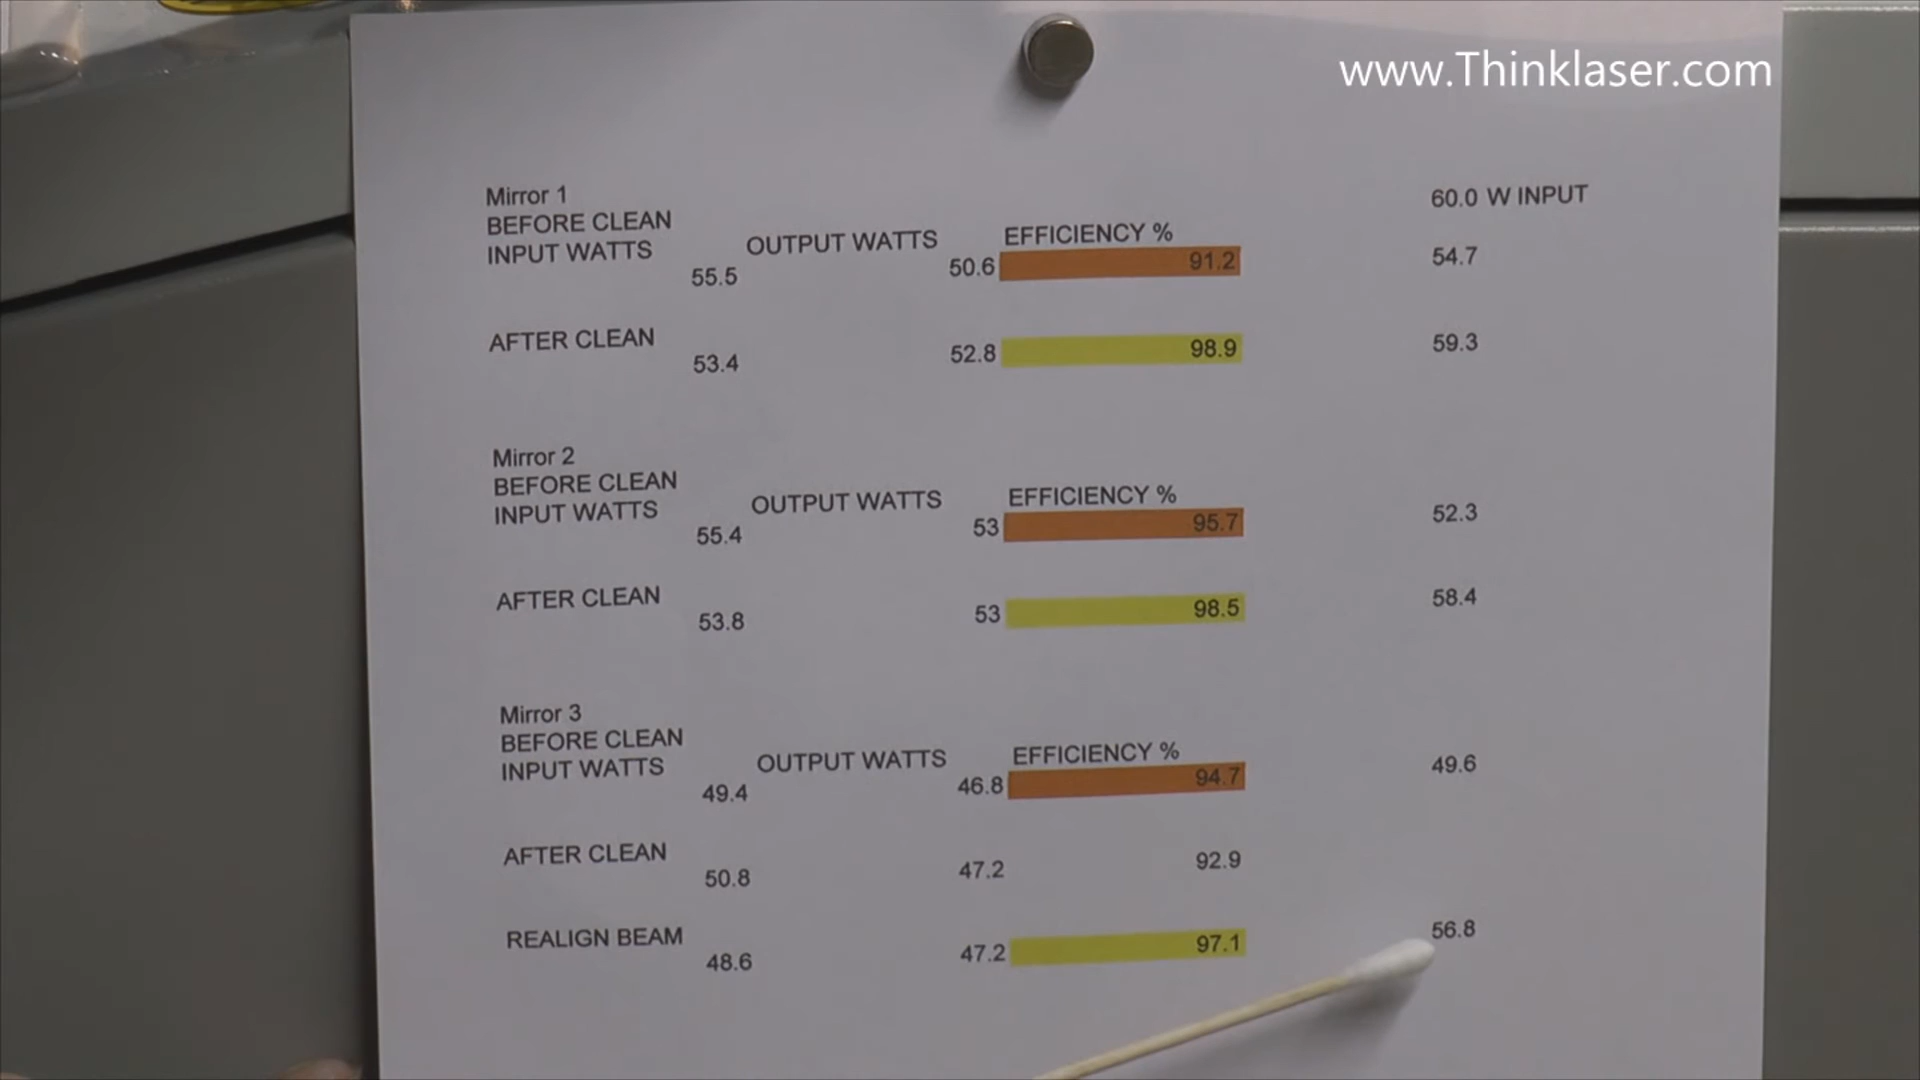 www.Thinklaser.com
Mirror 1
60.0 W INPUT
BEFORE CLEAN
INPUT WATTS 55.5 OUTPUT WATTS 50.6 EFFICIENCY % 91.2 54.7
AFTER CLEAN 53.4 52.8 98.9 59.3
Mirror 2
BEFORE CLEAN
INPUT WATTS 55.4 OUTPUT WATTS 53 EFFICIENCY % 95.7 52.3
AFTER CLEAN 53.8 53 98.5 58.4
Mirror 3
BEFORE CLEAN
INPUT WATTS 49.4 OUTPUT WATTS 46.8 EFFICIENCY % 94.7 49.6
AFTER CLEAN 50.8 47.2 92.9
REALIGN BEAM 48.6 47.2 97.1 56.8